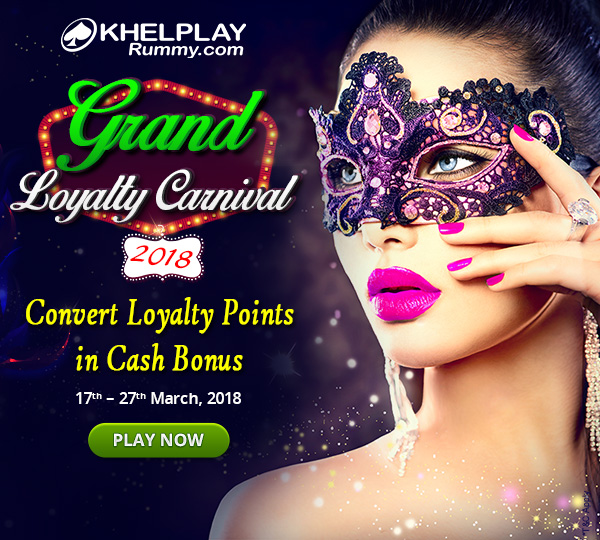 KHELPLAY
Rummy.com
Grand
Loyalty Carnival
2018
Convert Loyalty Points
in Cash Bonus
17th – 27th March, 2018
PLAY NOW